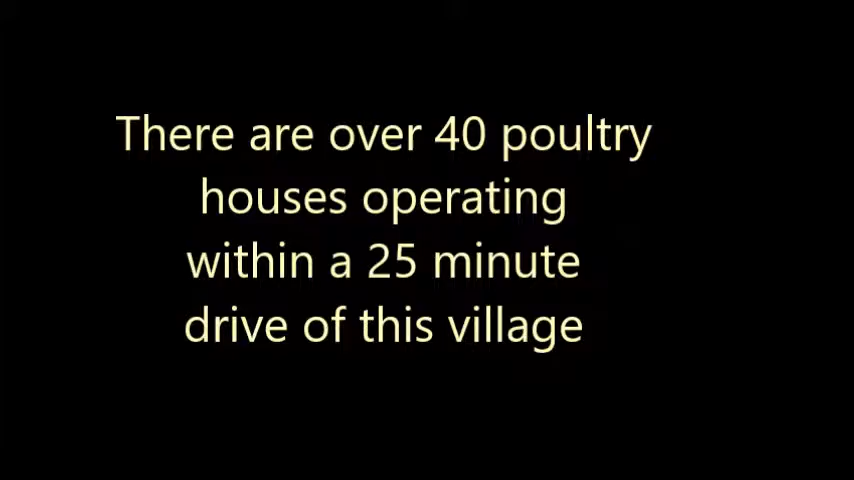 There are over 40 poultry
houses operating
within a 25 minute
drive of this village